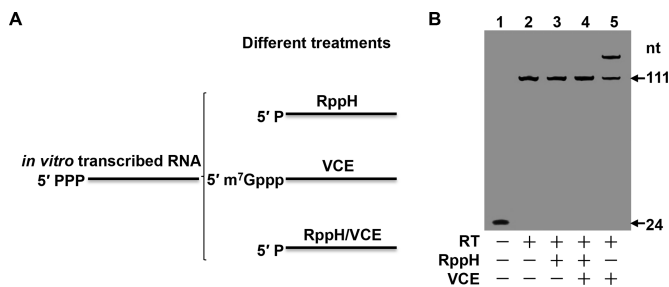 A
Different treatments
RppH
5′ P
in vitro transcribed RNA
5′ PPP
VCE
5′ m⁷Gppp
RppH/VCE
5′ P
B
1 2 3 4 5
nt
111
24
RT – + + + +
RppH – – + + –
VCE – – – + +